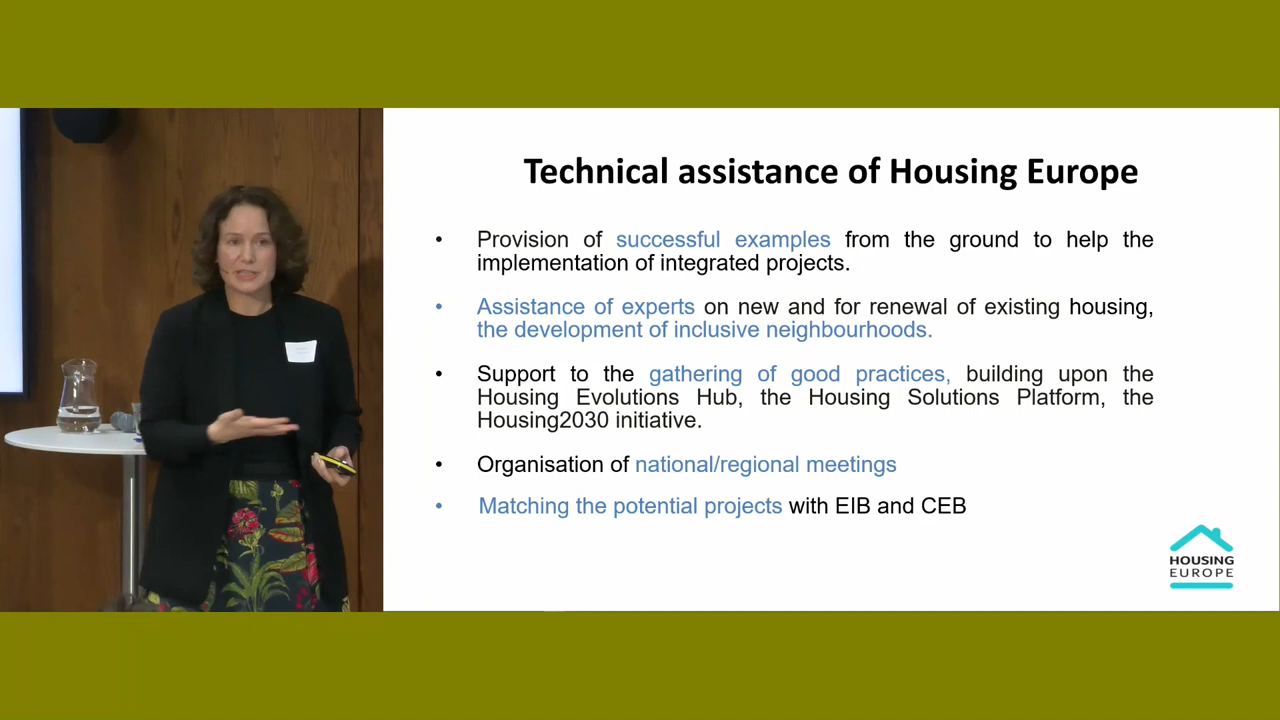 Technical assistance of Housing Europe
• Provision of successful examples from the ground to help the
implementation of integrated projects.
• Assistance of experts on new and for renewal of existing housing,
the development of inclusive neighbourhoods.
• Support to the gathering of good practices, building upon the
Housing Evolutions Hub, the Housing Solutions Platform, the
Housing2030 initiative.
• Organisation of national/regional meetings
• Matching the potential projects with EIB and CEB
HOUSING
EUROPE